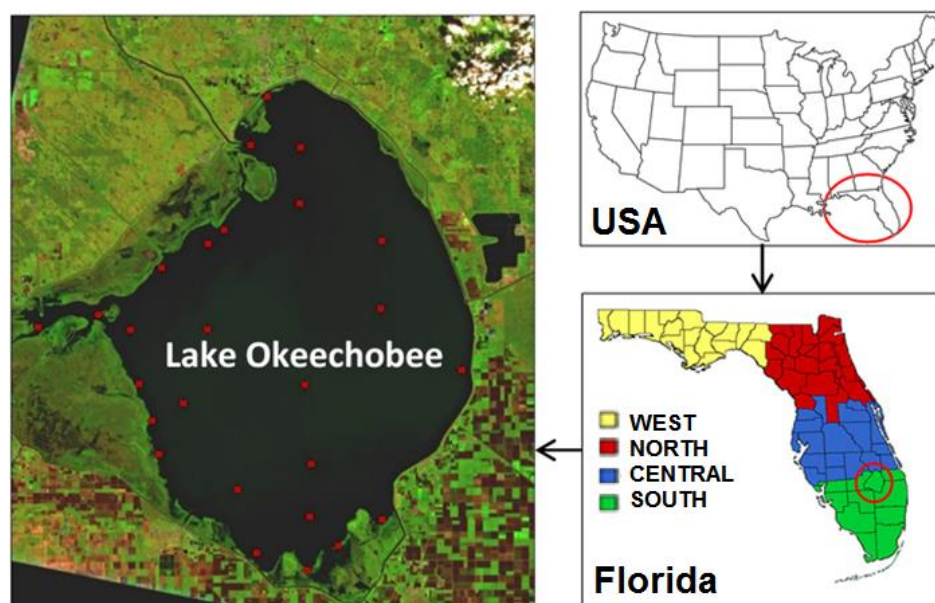 Lake Okeechobee
USA
WEST
NORTH
CENTRAL
SOUTH
Florida